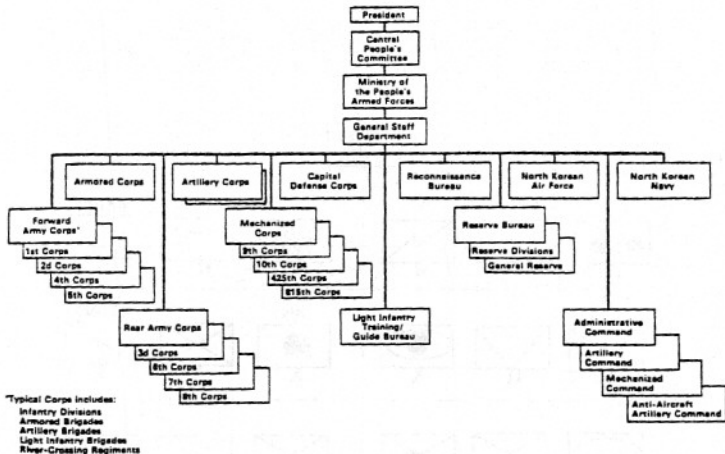 President
Central
People's
Committee
Ministry of
the People's
Armed Forces
General Staff
Department
Armored Corps
Artillery Corps
Capital
Defense Corps
Reconnaissance
Bureau
North Korean
Air Force
North Korean
Navy
Forward
Army Corps*
1st Corps
2d Corps
4th Corps
5th Corps
Mechanized
Corps
9th Corps
10th Corps
425th Corps
815th Corps
Reserve Bureau
Reserve Divisions
General Reserve
Rear Army Corps
3d Corps
6th Corps
7th Corps
8th Corps
Light Infantry
Training/
Guide Bureau
Administrative
Command
Artillery
Command
Mechanized
Command
Anti-Aircraft
Artillery Command
*Typical Corps includes:
Infantry Divisions
Armored Brigades
Artillery Brigades
Light Infantry Brigades
River-Crossing Regiments